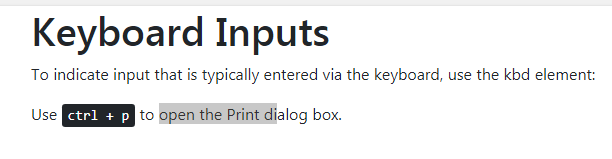 Keyboard Inputs
To indicate input that is typically entered via the keyboard, use the kbd element:
Use ctrl + p to open the Print dialog box.